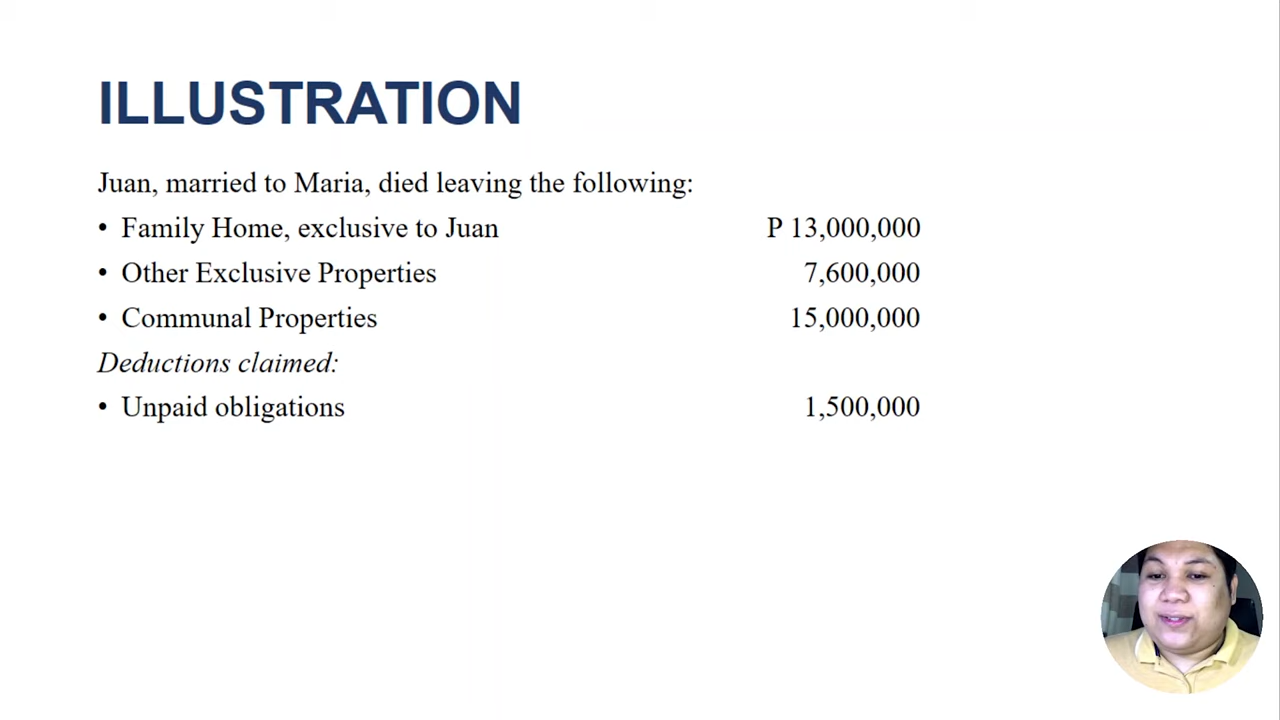 ILLUSTRATION
Juan, married to Maria, died leaving the following:
• Family Home, exclusive to Juan P 13,000,000
• Other Exclusive Properties 7,600,000
• Communal Properties 15,000,000
Deductions claimed:
• Unpaid obligations 1,500,000